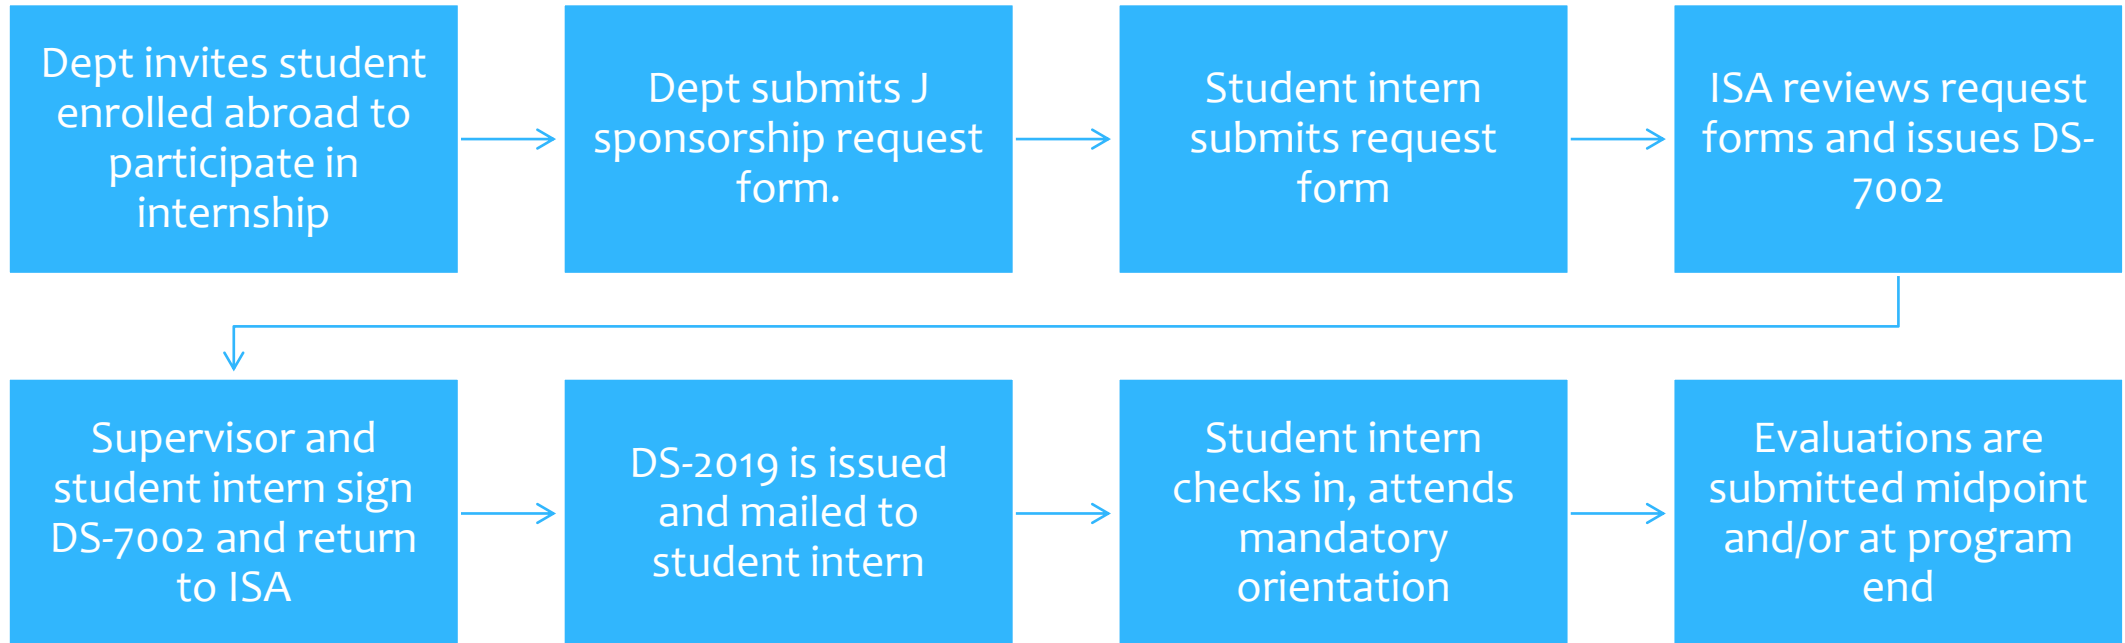 Dept invites student
enrolled abroad to
participate in
internship
Dept submits J
sponsorship request
form.
Student intern
submits request
form
ISA reviews request
forms and issues DS-
7002
Supervisor and
student intern sign
DS-7002 and return
to ISA
DS-2019 is issued
and mailed to
student intern
Student intern
checks in, attends
mandatory
orientation
Evaluations are
submitted midpoint
and/or at program
end